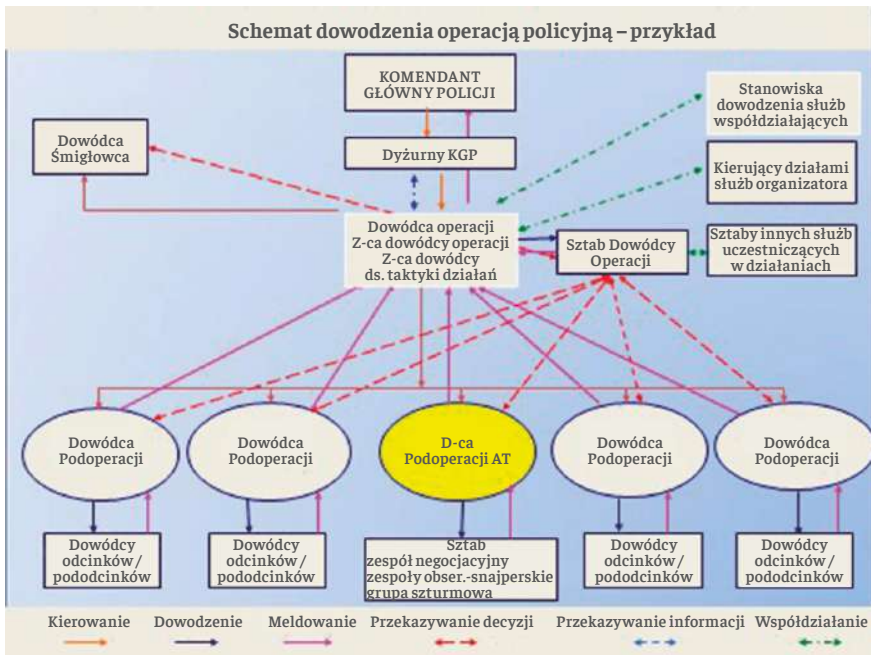 Schemat dowodzenia operacją policyjną – przykład
KOMENDANT
GŁÓWNY POLICJI
Stanowiska
dowodzenia służb
współdziałających
Dowódca
Śmigłowca
Dyżurny KGP
Kierujący działami
służb organizatora
Dowódca operacji
Z-ca dowódcy operacji
Z-ca dowódcy
ds. taktyki działań
Sztab Dowódcy
Operacji
Sztaby innych służb
uczestniczących
w działaniach
Dowódca
Podoperacji
Dowódca
Podoperacji
D-ca
Podoperacji AT
Dowódca
Podoperacji
Dowódca
Podoperacji
Dowódcy
odcinków/
pododcinków
Dowódcy
odcinków/
pododcinków
Sztab
zespół negocjacyjny
zespoły obser.-snajperskie
grupa szturmowa
Dowódcy
odcinków/
pododcinków
Dowódcy
odcinków/
pododcinków
Kierowanie
Dowodzenie
Meldowanie
Przekazywanie decyzji
Przekazywanie informacji
Współdziałanie